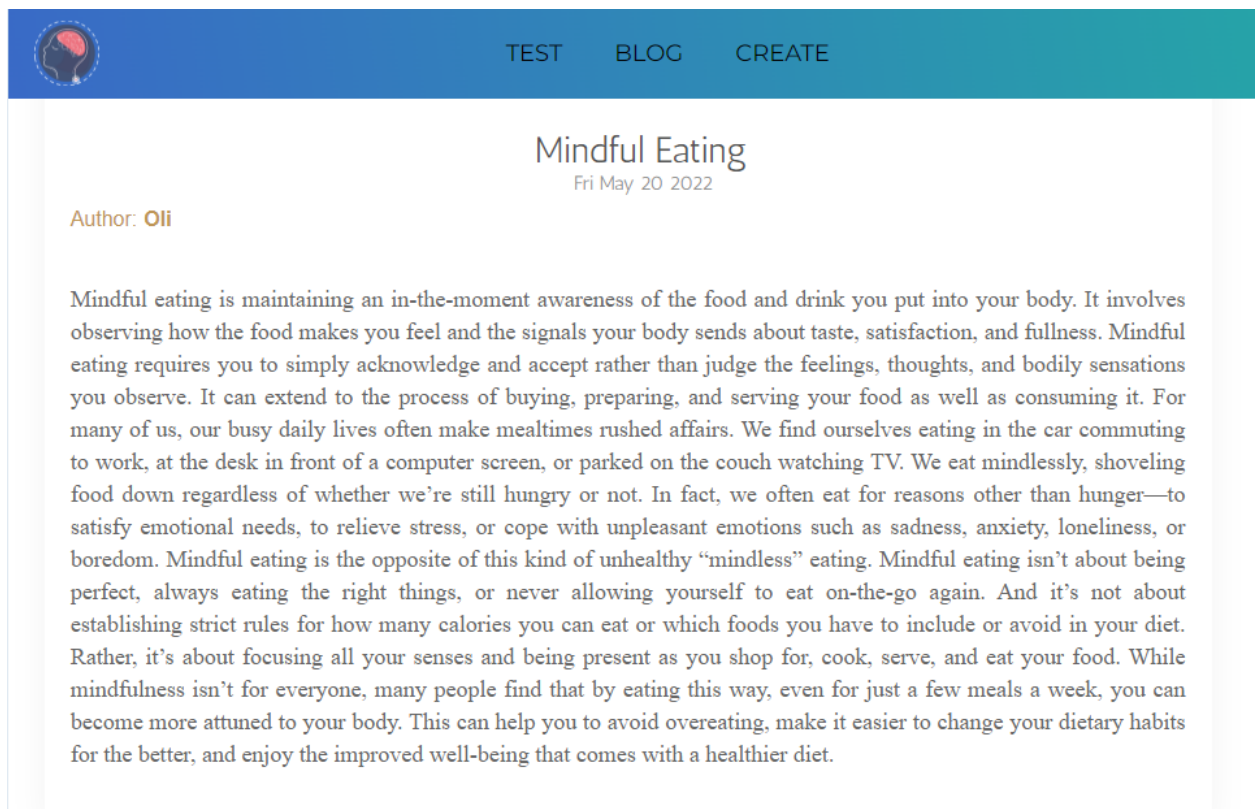 TEST BLOG CREATE
Mindful Eating
Fri May 20 2022
Author: Oli
Mindful eating is maintaining an in-the-moment awareness of the food and drink you put into your body. It involves
observing how the food makes you feel and the signals your body sends about taste, satisfaction, and fullness. Mindful
eating requires you to simply acknowledge and accept rather than judge the feelings, thoughts, and bodily sensations
you observe. It can extend to the process of buying, preparing, and serving your food as well as consuming it. For
many of us, our busy daily lives often make mealtimes rushed affairs. We find ourselves eating in the car commuting
to work, at the desk in front of a computer screen, or parked on the couch watching TV. We eat mindlessly, shoveling
food down regardless of whether we’re still hungry or not. In fact, we often eat for reasons other than hunger—to
satisfy emotional needs, to relieve stress, or cope with unpleasant emotions such as sadness, anxiety, loneliness, or
boredom. Mindful eating is the opposite of this kind of unhealthy “mindless” eating. Mindful eating isn’t about being
perfect, always eating the right things, or never allowing yourself to eat on-the-go again. And it’s not about
establishing strict rules for how many calories you can eat or which foods you have to include or avoid in your diet.
Rather, it’s about focusing all your senses and being present as you shop for, cook, serve, and eat your food. While
mindfulness isn’t for everyone, many people find that by eating this way, even for just a few meals a week, you can
become more attuned to your body. This can help you to avoid overeating, make it easier to change your dietary habits
for the better, and enjoy the improved well-being that comes with a healthier diet.